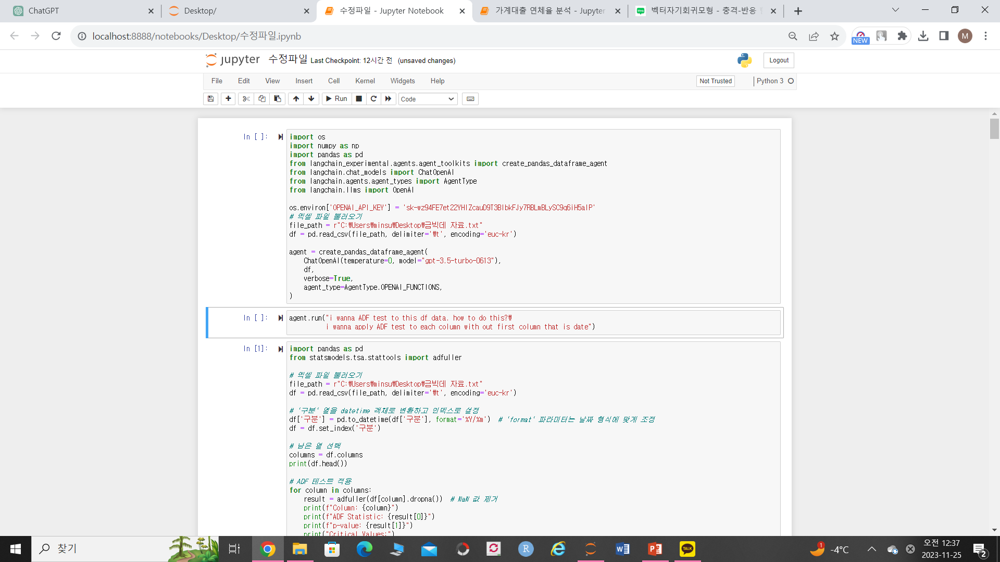 ChatGPT
Desktop/
수정파일 - Jupyter Notebook
가계대출 연체율 분석 - Jupyter
벡터자기회귀모형 - 충격-반응
localhost:8888/notebooks/Desktop/수정파일.ipynb
NEW
M
jupyter 수정파일 Last Checkpoint: 12시간 전 (unsaved changes)
Logout
File Edit View Insert Cell Kernel Widgets Help
Not Trusted
Python 3
Run
Code
In [ ]:
import os
import numpy as np
import pandas as pd
from langchain_experimental.agents.agent_toolkits import create_pandas_dataframe_agent
from langchain.chat_models import ChatOpenAI
from langchain.agents.agent_types import AgentType
from langchain.llms import OpenAI
os.environ['OPENAI_API_KEY'] =
# 엑셀 파일 불러오기
file_path = r"C:₩Users₩minsu₩Desktop₩금빅데 자료.txt"
df = pd.read_csv(file_path, delimiter='₩t', encoding='euc-kr')
agent = create_pandas_dataframe_agent(
ChatOpenAI(temperature=0, model="gpt-3.5-turbo-0613"),
df,
verbose=True,
agent_type=AgentType.OPENAI_FUNCTIONS,
)
In [ ]:
agent.run("i wanna ADF test to this df data. how to do this?₩
i wanna apply ADF test to each column with out first column that is date")
In [1]:
import pandas as pd
from statsmodels.tsa.stattools import adfuller
# 엑셀 파일 불러오기
file_path = r"C:₩Users₩minsu₩Desktop₩금빅데 자료.txt"
df = pd.read_csv(file_path, delimiter='₩t', encoding='euc-kr')
# '구분' 열을 datetime 객체로 변환하고 인덱스로 설정
df['구분'] = pd.to_datetime(df['구분'], format='%Y/%m') # 'format' 파라미터는 날짜 형식에 맞게 조정
df = df.set_index('구분')
# 남은 열 선택
columns = df.columns
print(df.head())
# ADF 테스트 적용
for column in columns:
result = adfuller(df[column].dropna()) # NaN 값 제거
print(f"Column: {column}")
print(f"ADF Statistic: {result[0]}")
print(f"p-value: {result[1]}")
print("Critical Values:")
찾기
R
TALK
1
-4°C
오전 12:37
2023-11-25
2